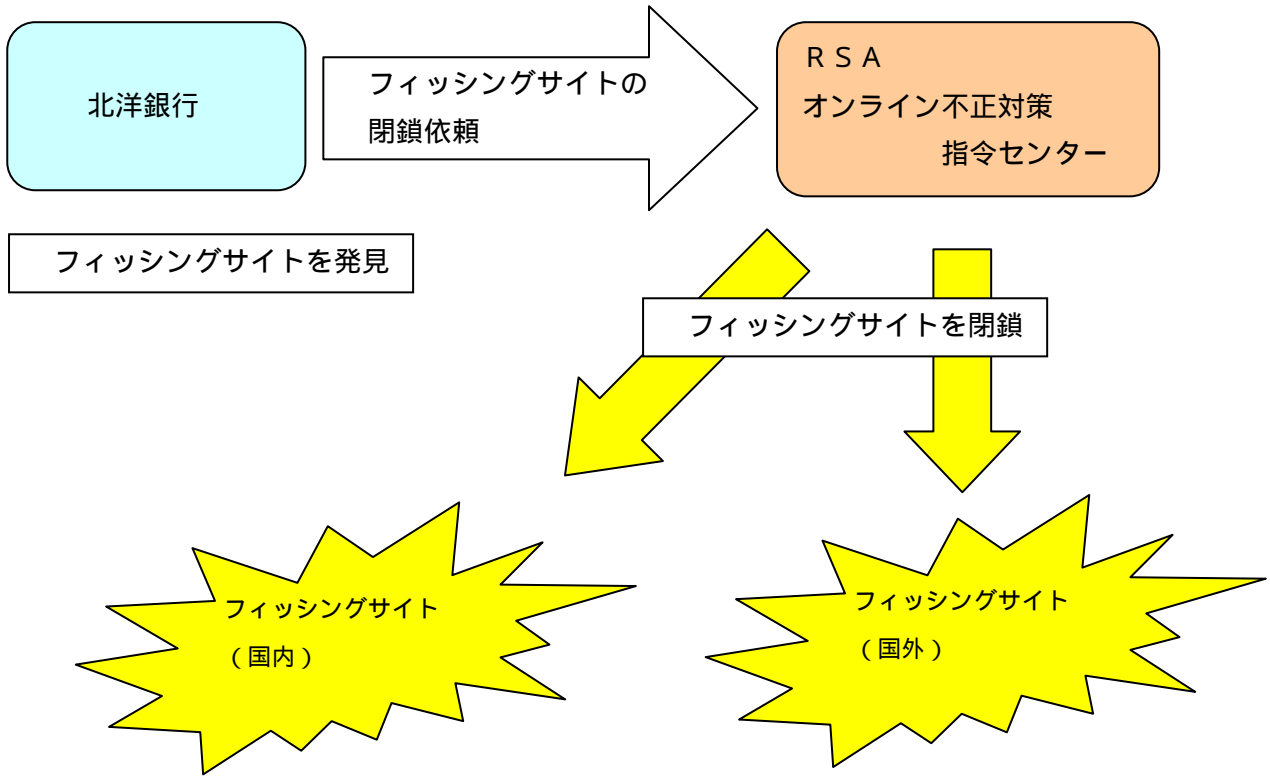 北洋銀行
フィッシングサイトの
閉鎖依頼
ＲＳＡ
オンライン不正対策
指令センター
フィッシングサイトを発見
フィッシングサイトを閉鎖
フィッシングサイト
（国内）
フィッシングサイト
（国外）